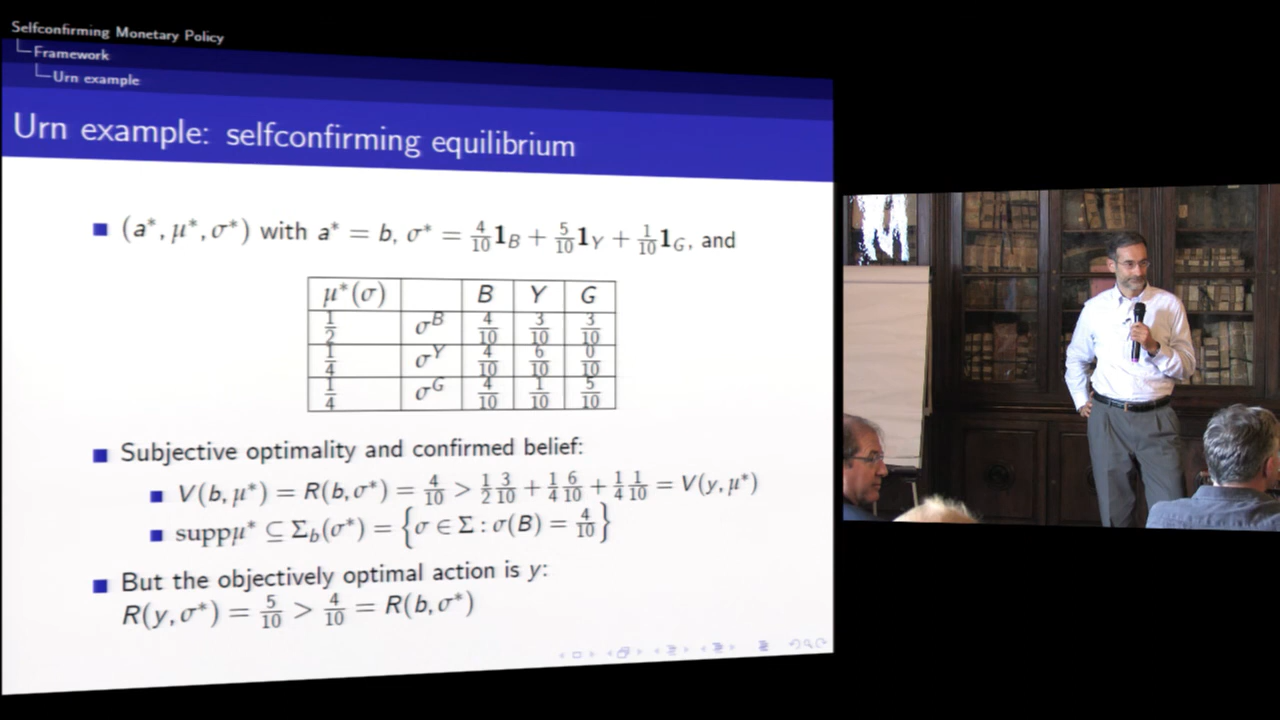 Selfconfirming Monetary Policy
Framework
Urn example
Urn example: selfconfirming equilibrium
(a*, μ*, σ*) with a* = b, σ* = 4/10 𝟏_B + 5/10 𝟏_Y + 1/10 𝟏_G, and
μ*(σ) B Y G
1/2 σ^B 4/10 3/10 3/10
1/4 σ^Y 4/10 6/10 0/10
1/4 σ^G 4/10 1/10 5/10
Subjective optimality and confirmed belief:
V(b, μ*) = R(b, σ*) = 4/10 > 1/2 3/10 + 1/4 6/10 + 1/4 1/10 = V(y, μ*)
suppμ* ⊆ Σ_b(σ*) = {σ ∈ Σ : σ(B) = 4/10}
But the objectively optimal action is y:
R(y, σ*) = 5/10 > 4/10 = R(b, σ*)